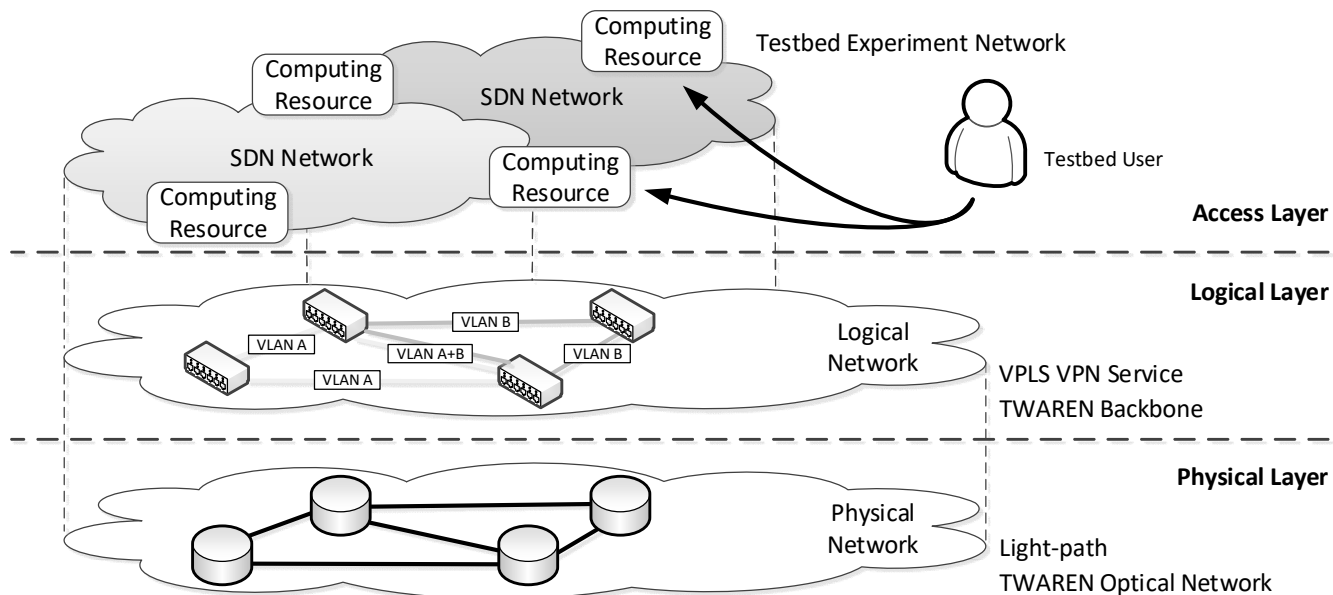 Computing
Resource
Testbed Experiment Network
Computing
Resource
SDN Network
SDN Network
Computing
Resource
Testbed User
Computing
Resource
Access Layer
Logical Layer
VLAN B
VLAN A
VLAN A+B
VLAN B
VLAN A
Logical
Network
VPLS VPN Service
TWAREN Backbone
Physical Layer
Physical
Network
Light-path
TWAREN Optical Network